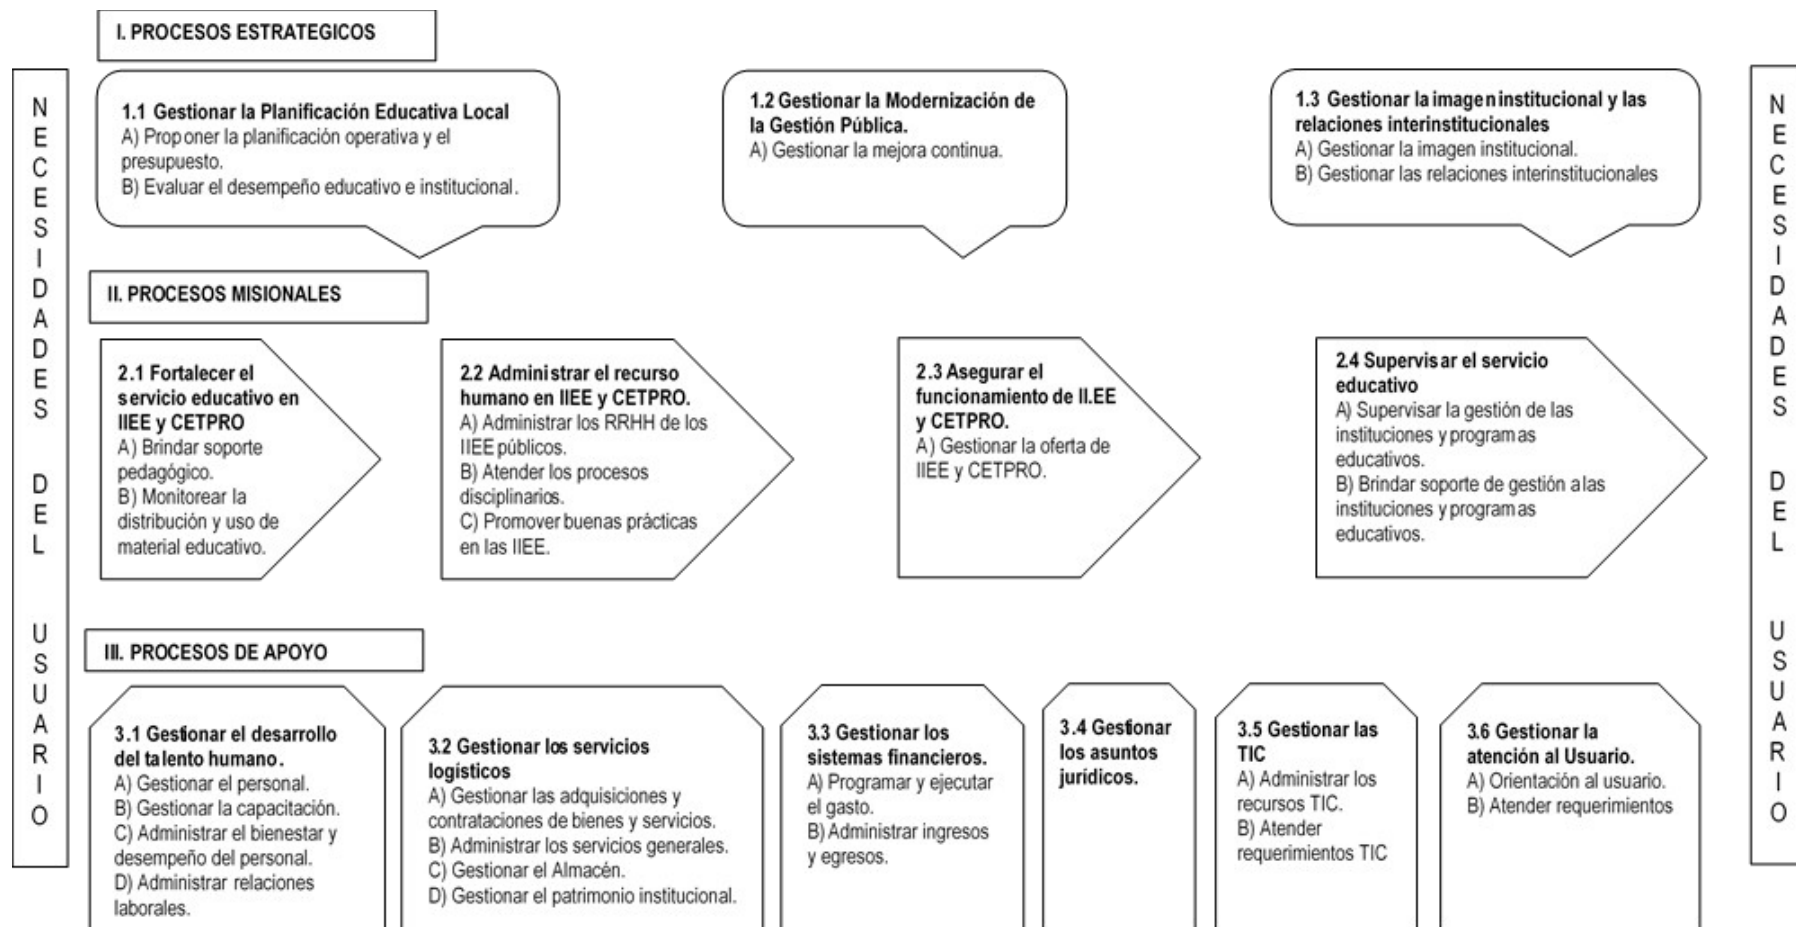 I. PROCESOS ESTRATEGICOS
NECESIDADES DEL USUARIO
1.1 Gestionar la Planificación Educativa Local
A) Proponer la planificación operativa y el
presupuesto.
B) Evaluar el desempeño educativo e institucional.
1.2 Gestionar la Modernización de
la Gestión Pública.
A) Gestionar la mejora continua.
1.3 Gestionar la imagen institucional y las
relaciones interinstitucionales
A) Gestionar la imagen institucional.
B) Gestionar las relaciones interinstitucionales
NECESIDADES DEL USUARIO
II. PROCESOS MISIONALES
2.1 Fortalecer el
servicio educativo en
IIEE y CETPRO
A) Brindar soporte
pedagógico.
B) Monitorear la
distribución y uso de
material educativo.
2.2 Administrar el recurso
humano en IIEE y CETPRO.
A) Administrar los RRHH de los
IIEE públicos.
B) Atender los procesos
disciplinarios.
C) Promover buenas prácticas
en las IIEE.
2.3 Asegurar el
funcionamiento de II.EE
y CETPRO.
A) Gestionar la oferta de
IIEE y CETPRO.
2.4 Supervisar el servicio
educativo
A) Supervisar la gestión de las
instituciones y programas
educativos.
B) Brindar soporte de gestión a las
instituciones y programas
educativos.
III. PROCESOS DE APOYO
3.1 Gestionar el desarrollo
del talento humano.
A) Gestionar el personal.
B) Gestionar la capacitación.
C) Administrar el bienestar y
desempeño del personal.
D) Administrar relaciones
laborales.
3.2 Gestionar los servicios
logísticos
A) Gestionar las adquisiciones y
contrataciones de bienes y servicios.
B) Administrar los servicios generales.
C) Gestionar el Almacén.
D) Gestionar el patrimonio institucional.
3.3 Gestionar los
sistemas financieros.
A) Programar y ejecutar
el gasto.
B) Administrar ingresos
y egresos.
3.4 Gestionar
los asuntos
jurídicos.
3.5 Gestionar las
TIC
A) Administrar los
recursos TIC.
B) Atender
requerimientos TIC
3.6 Gestionar la
atención al Usuario.
A) Orientación al usuario.
B) Atender requerimientos